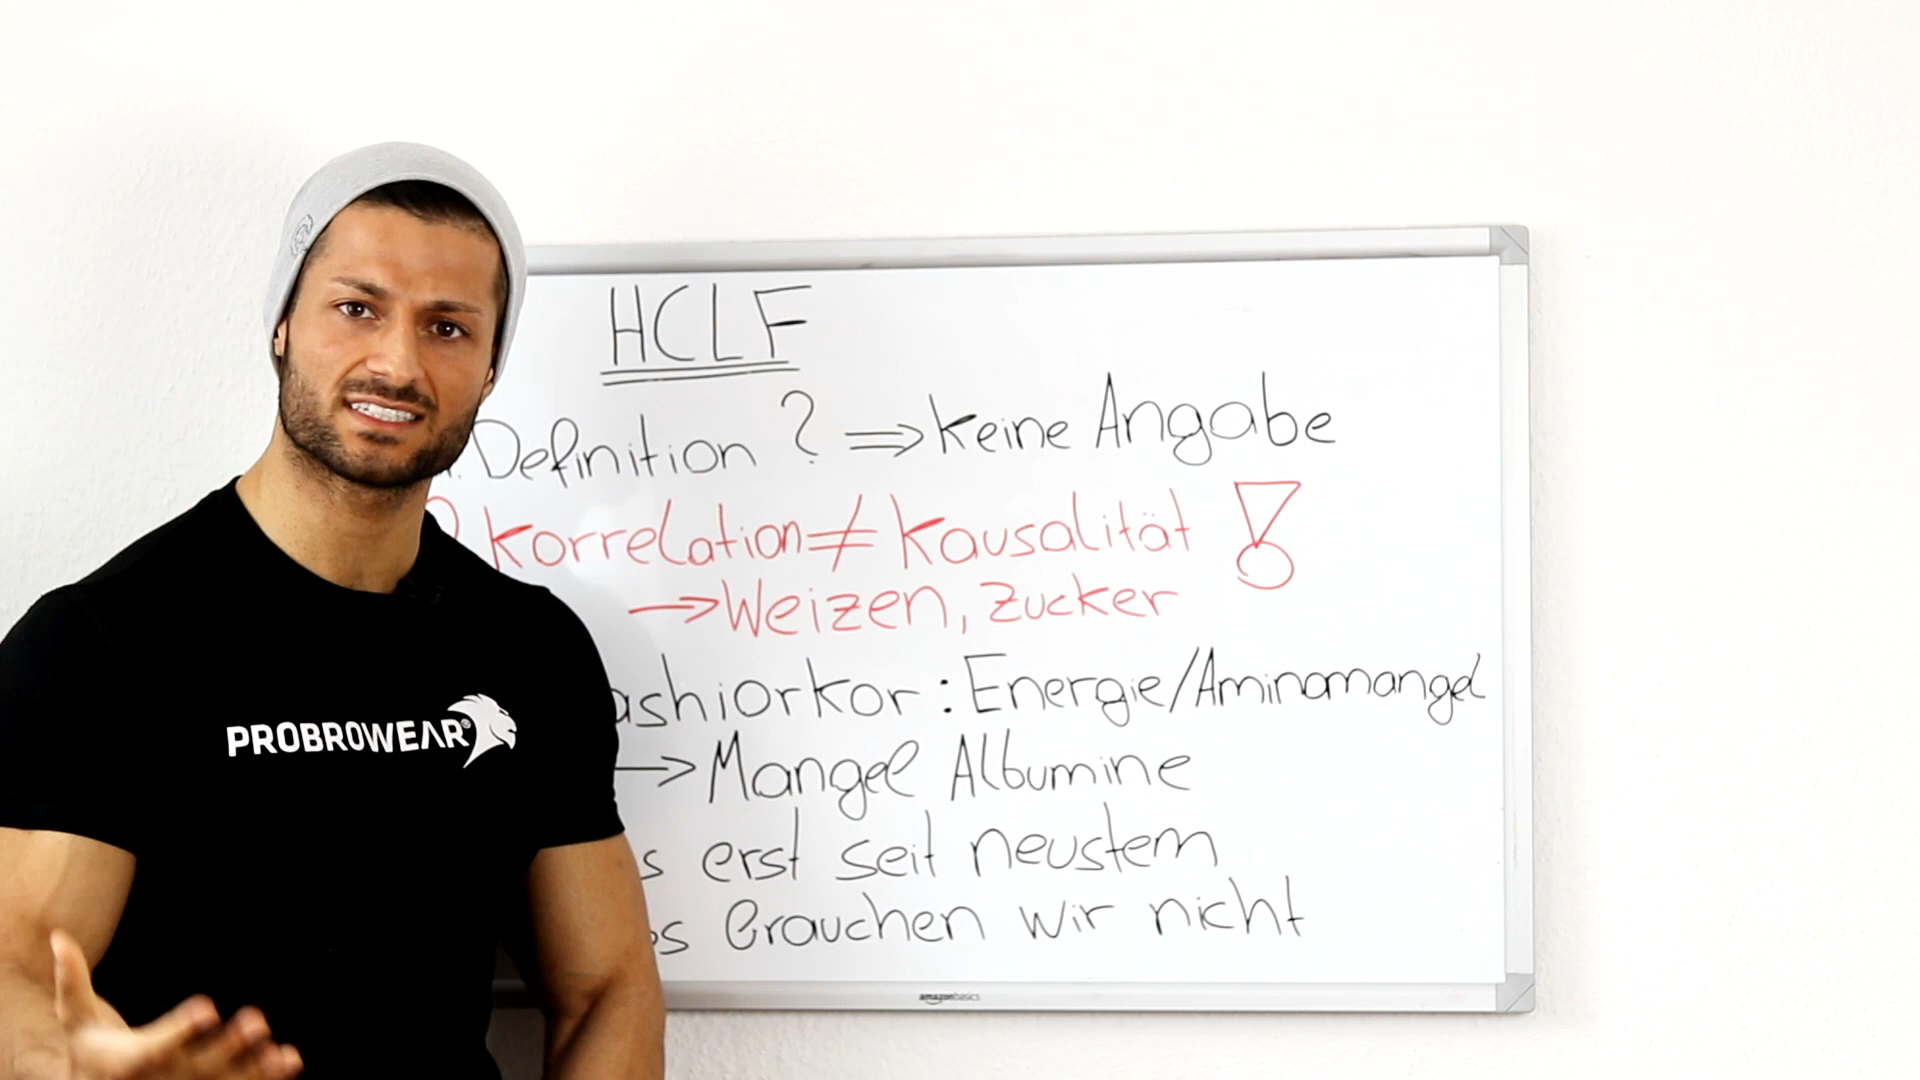 HCLF
Definition? ⇒ keine Angabe
Korrelation ≠ Kausalität !
→ Weizen, Zucker
ashiorkor: Energie/Aminomangel
→ Mangel Albumine
s erst seit neustem
s brauchen wir nicht
PROBROWEAR®
amazonbasics